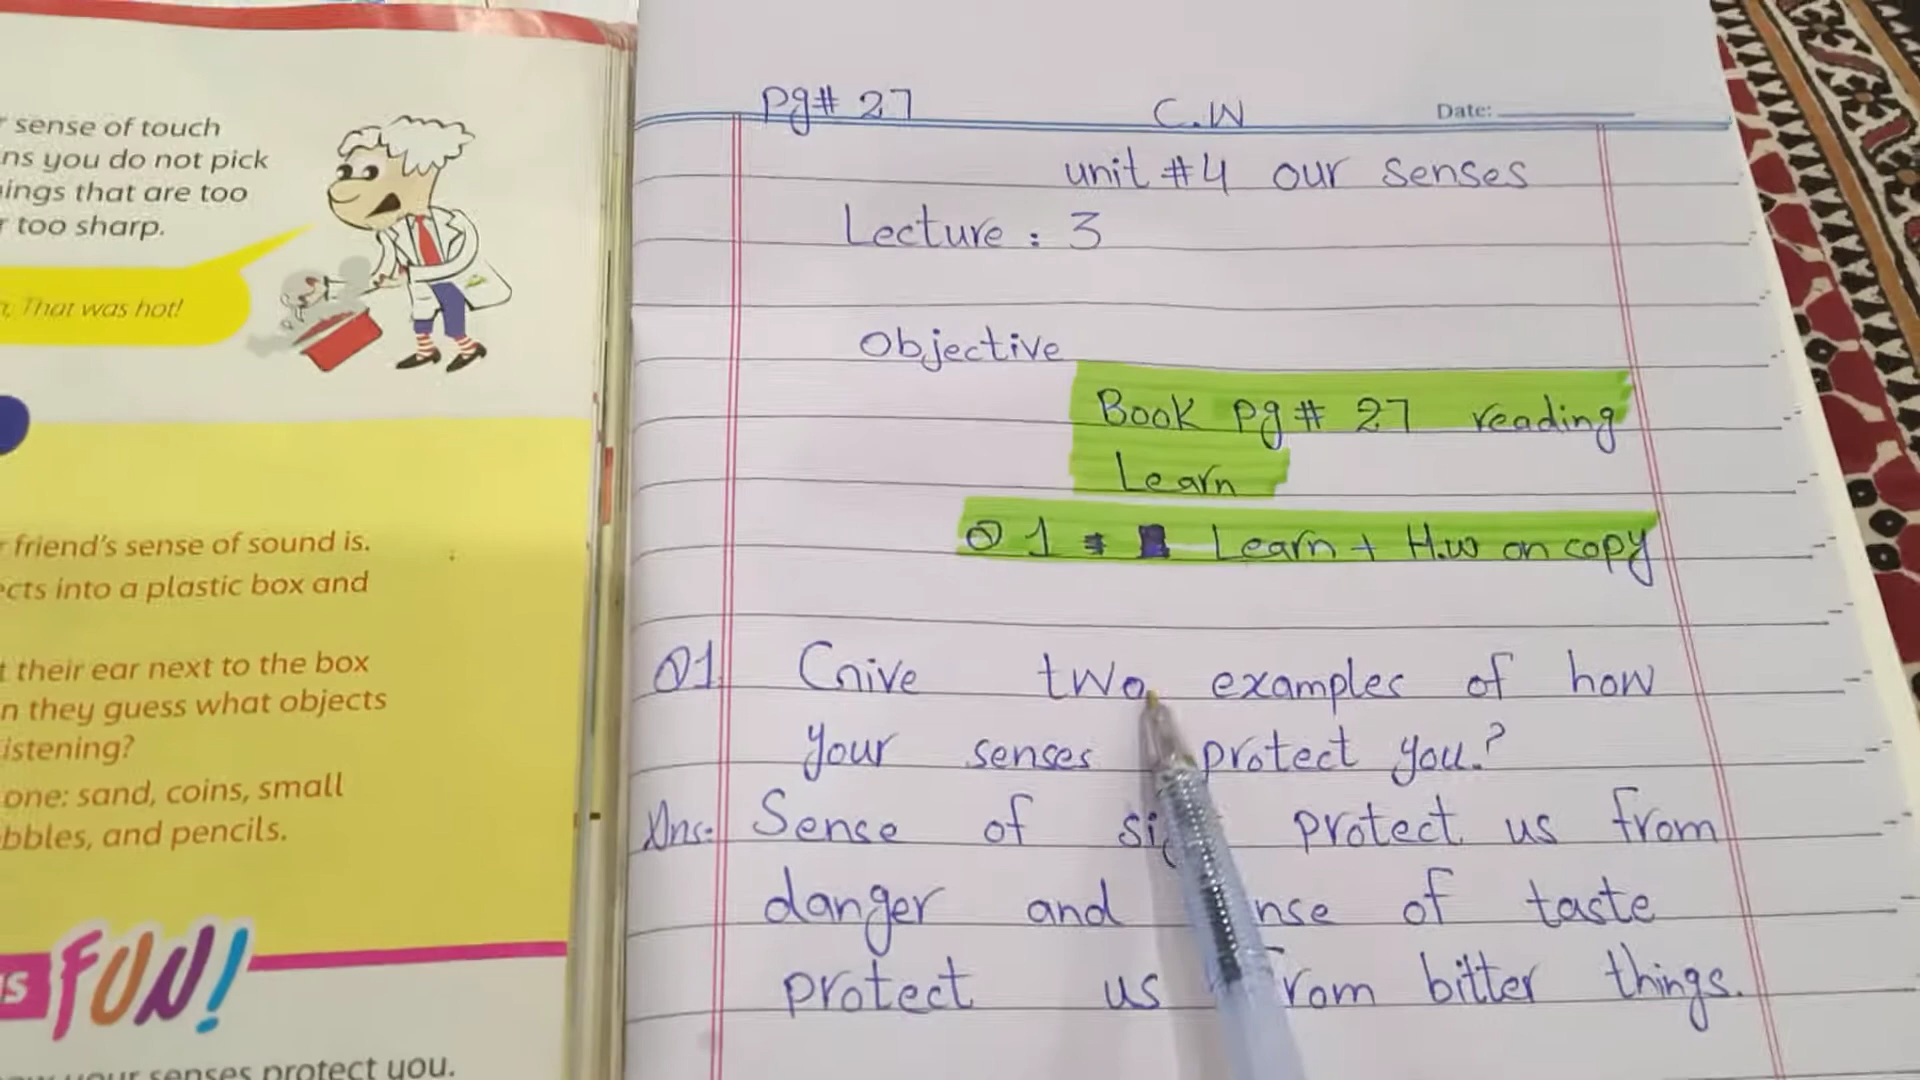 sense of touch
ns you do not pick
ings that are too
too sharp.
That was hot!
friend's sense of sound is.
cts into a plastic box and
their ear next to the box
n they guess what objects
istening?
one: sand, coins, small
bbles, and pencils.
FUN!
your senses protect you.
Pg# 27 C.W Date:
unit #4 our senses
Lecture : 3
Objective
Book pg# 27 reading
Learn
Q 1 Learn + H.w on copy
Q1 Give two examples of how
your senses protect you.?
Ans:- Sense of si protect us from
danger and nse of taste
protect us from bitter things.